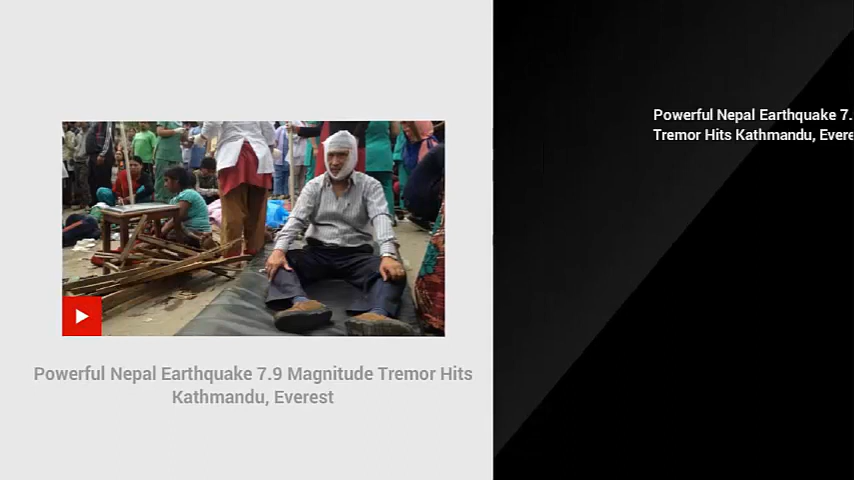 Powerful Nepal Earthquake 7.9 Magnitude Tremor Hits
Kathmandu, Everest
Powerful Nepal Earthquake 7.
Tremor Hits Kathmandu, Evere